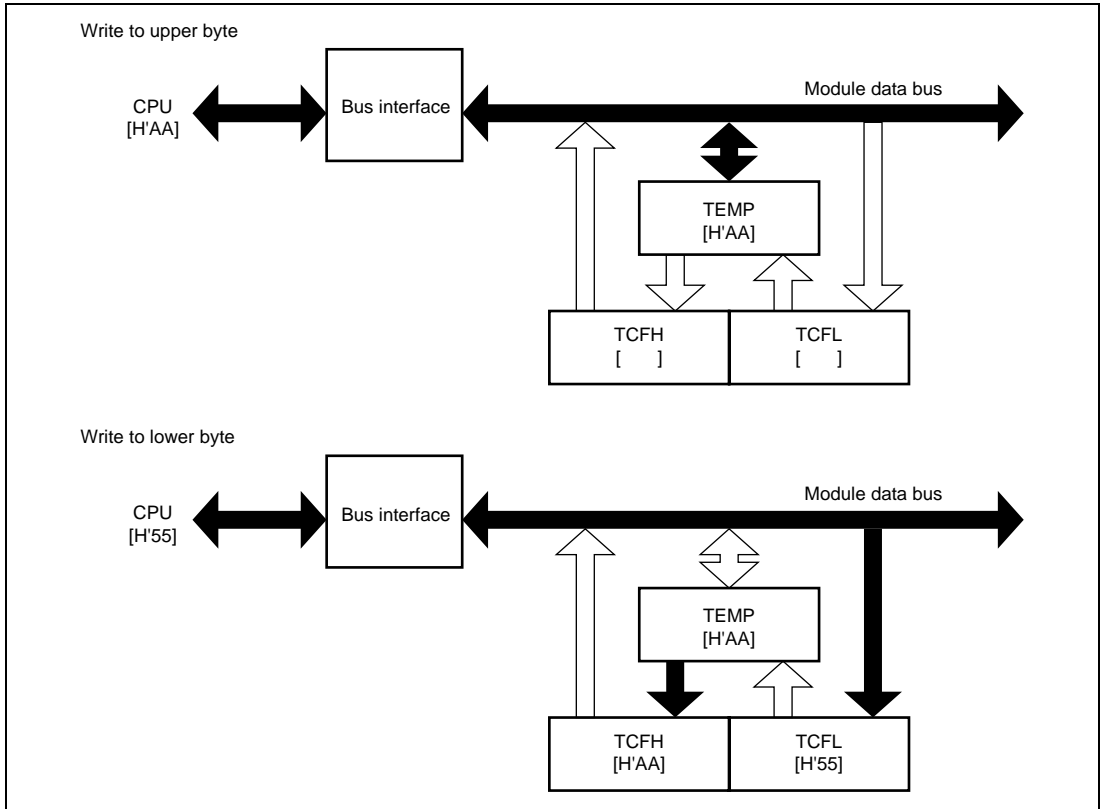 Write to upper byte
CPU
[H'AA]
Bus interface
Module data bus
TEMP
[H'AA]
TCFH
[ ]
TCFL
[ ]
Write to lower byte
CPU
[H'55]
Bus interface
Module data bus
TEMP
[H'AA]
TCFH
[H'AA]
TCFL
[H'55]